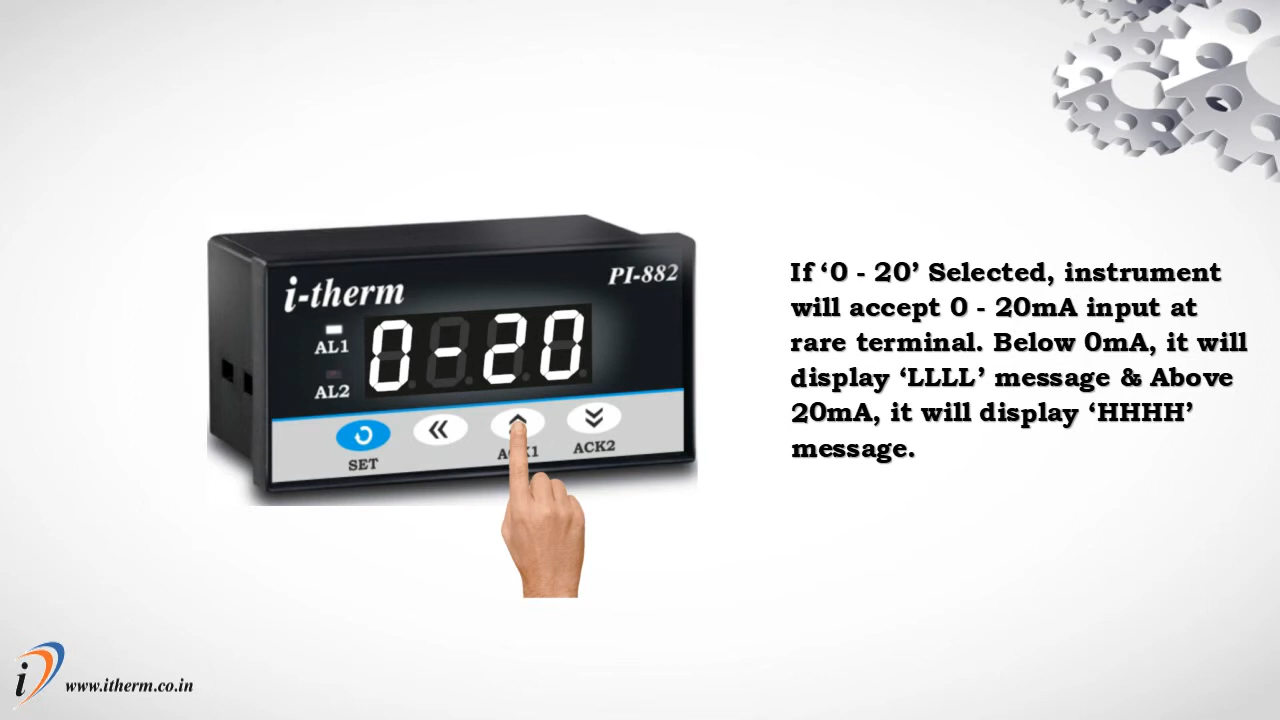 i-therm
PI-882
AL1
0-20
AL2
SET
ACK1
ACK2
If ‘0 - 20’ Selected, instrument
will accept 0 - 20mA input at
rare terminal. Below 0mA, it will
display ‘LLLL’ message & Above
20mA, it will display ‘HHHH’
message.
i
www.itherm.co.in